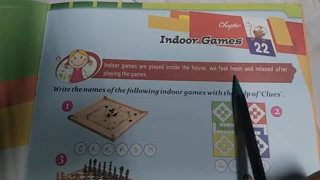 Chapter
Indoor Games
22
Indoor games are played inside the house, we feel fresh and relaxed after
playing the games.
Write the names of the following indoor games with the help of 'Clues'.
1
2
C A R R O M
3
L